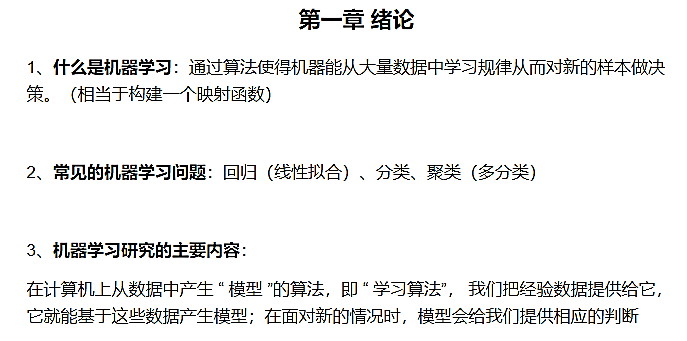 第一章 绪论
1、什么是机器学习：通过算法使得机器能从大量数据中学习规律从而对新的样本做决
策。（相当于构建一个映射函数）
2、常见的机器学习问题：回归（线性拟合）、分类、聚类（多分类）
3、机器学习研究的主要内容：
在计算机上从数据中产生 “ 模型 ”的算法，即 “ 学习算法”， 我们把经验数据提供给它，
它就能基于这些数据产生模型；在面对新的情况时，模型会给我们提供相应的判断